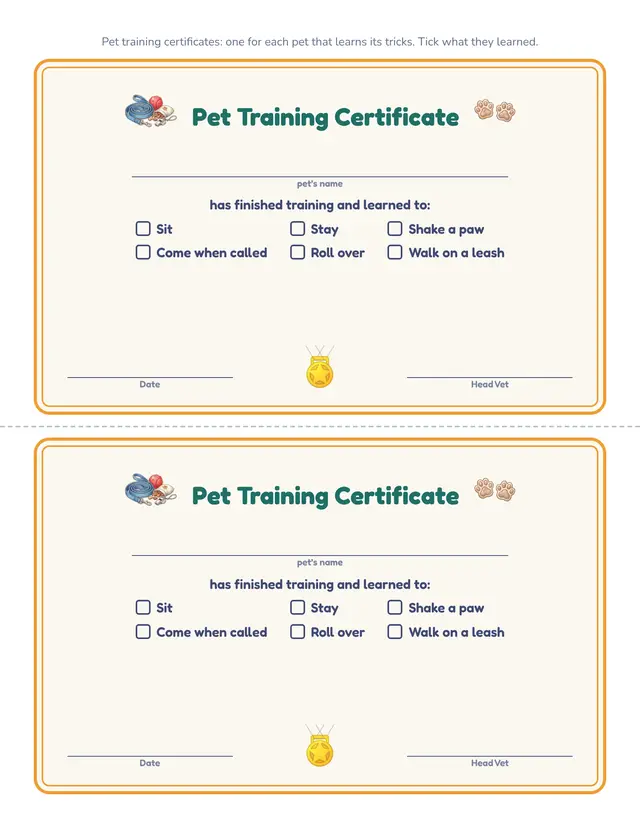 Pet training certificates: one for each pet that learns its tricks. Tick what they learned.
Pet Training Certificate
pet's name
has finished training and learned to:
Sit Stay Shake a paw
Come when called Roll over Walk on a leash
Date Head Vet
Pet Training Certificate
pet's name
has finished training and learned to:
Sit Stay Shake a paw
Come when called Roll over Walk on a leash
Date Head Vet